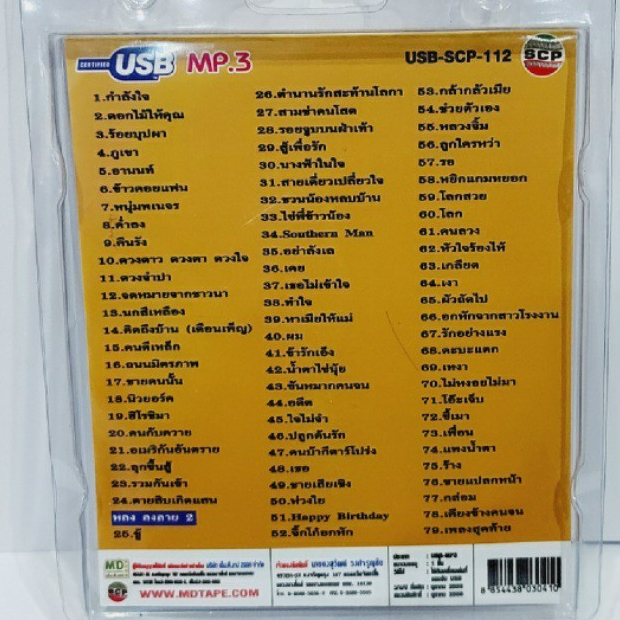 CERTIFIED USB MP.3
USB-SCP-112
SCP
1.กำลังใจ
2.ดอกไม้ให้คุณ
3.ร้อยบุปผา
4.ภูเขา
5.อานนท์
6.ข้าวคอยแฟน
7.หนุ่มพเนจร
8.ค่ำลง
9.คืนรัง
10.ดวงดาว ดวงตา ดวงใจ
11.ดวงจำปา
12.จดหมายจากชาวนา
13.นกสีเหลือง
14.คิดถึงบ้าน (เดือนเพ็ญ)
15.คนตีเหล็ก
16.ถนนมิตรภาพ
17.ชายคนนั้น
18.นิวยอร์ค
19.ฮิโรชิมา
20.คนกับควาย
21.อเมริกันอันตราย
22.ลุกขึ้นสู้
23.รวมกันเข้า
24.ตายสิบเกิดแสน
พลง ลงลาย 2
25.ชู้
26.ตำนานรักสะท้านโลกา
27.สามช่าคนโสด
28.รอยจูบบนฝ่าเท้า
29.สู้เพื่อรัก
30.นางฟ้าในใจ
31.สายเดี่ยวเปลี่ยวใจ
32.ชวนน้องหลบบ้าน
33.ใช่พี่ข้าวน้อง
34.Southern Man
35.อย่าลังเล
36.เคย
37.เธอไม่เข้าใจ
38.ทำใจ
39.หาเมียให้แม่
40.ผม
41.ข้ารักเอ็ง
42.น้ำตาไข่นุ้ย
43.ขันหมากคนจน
44.อดีต
45.ใจไม่จำ
46.ปลูกต้นรัก
47.คนบ้ากีตาร์โปร่ง
48.เธอ
49.ขายเสียเชิง
50.ห่วงใย
51.Happy Birthday
52.จิ๊กโก๋อกหัก
53.กล้ากลัวเมีย
54.ช่วยตัวเอง
55.หลวงจิ้ม
56.ลูกใครหว่า
57.รอ
58.หยิกแกมหยอก
59.โลกสวย
60.โลก
61.คนลวง
62.หัวใจร้องไห้
63.เกลียด
64.เงา
65.ผัวถัดไป
66.อกหักจากสาวโรงงาน
67.รักอย่างแรง
68.คะบะแตก
69.เหงา
70.ไม่หงอยไม่มา
71.โอ๊ะเจ็บ
72.ขี้เมา
73.เพื่อน
74.แพงน้ำตา
75.ร้าง
76.ชายแปลกหน้า
77.กล่อม
78.เคียงข้างคนจน
79.เพลงสุดท้าย
MD
WWW.MDTAPE.COM
SCP
8 854438 030410